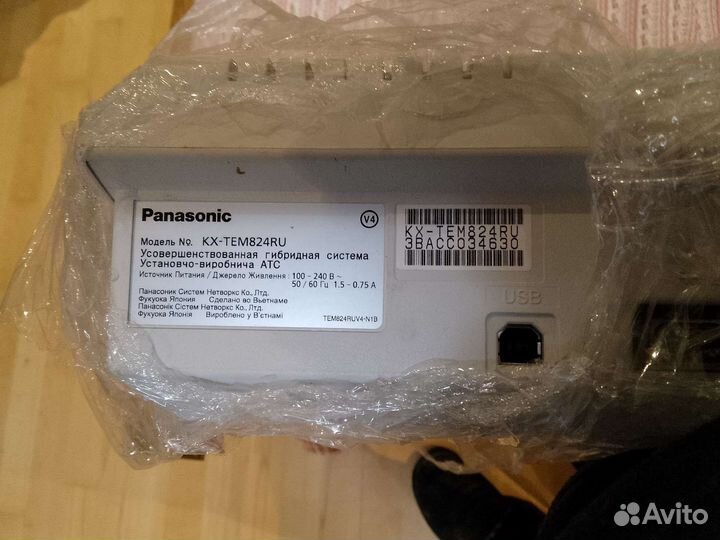 Panasonic
V4
Модель No. KX-TEM824RU
Усовершенствованная гибридная система
Установчо-виробнича АТС
Источник Питания / Джерело Живлення : 100 - 240 В ~
50 / 60 Гц 1.5 - 0.75 А
Панасоник Систем Нетворкс Ко., Лтд.
Фукуока Япония Сделано во Вьетнаме
Панасонік Сістем Нетворкс Ко., Лтд.
Фукуока Японія Вироблено у В'єтнамі
TEM824RUV4-N1B
KX-TEM824RU
3BACC034630
USB
Avito